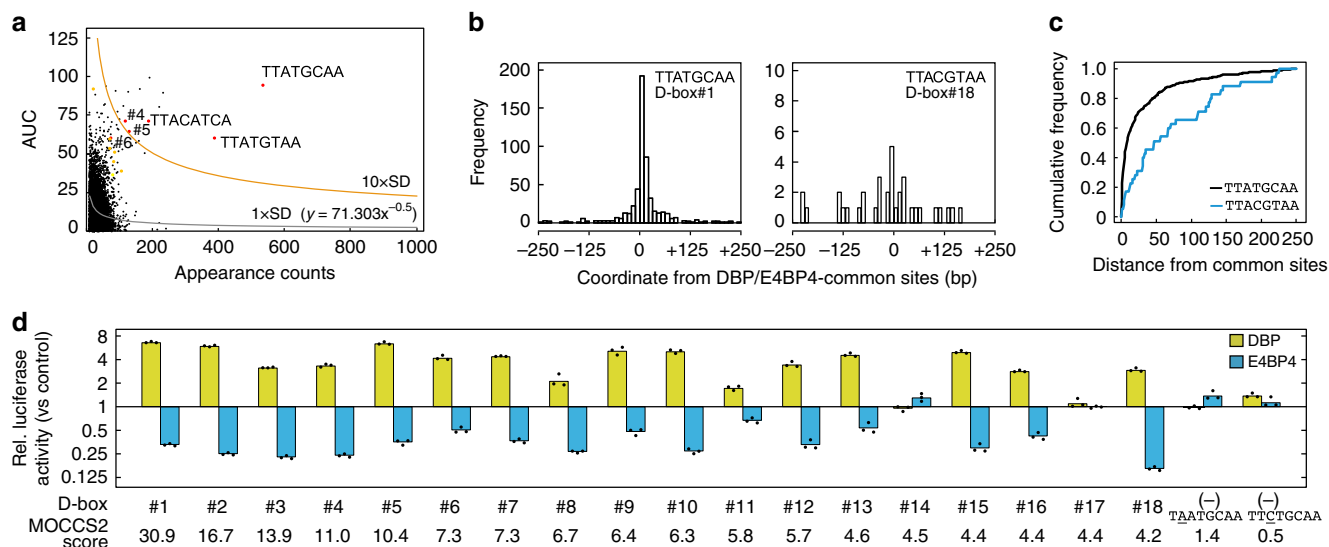 a
125
100
75
50
25
0
AUC
TTATGCAA
#4
TTACATCA
#5
#6
TTATGTAA
10×SD
1×SD (y = 71.303x−0.5)
0 200 400 600 800 1000
Appearance counts
b
Frequency
200
150
100
50
0
TTATGCAA
D-box#1
−250 −125 0 +125 +250
10
8
6
4
2
0
TTACGTAA
D-box#18
−250 −125 0 +125 +250
Coordinate from DBP/E4BP4-common sites (bp)
c
Cumulative frequency
1.0
0.8
0.6
0.4
0.2
0
TTATGCAA
TTACGTAA
0 50 100 150 200 250
Distance from common sites
d
Rel. luciferase
activity (vs control)
8
4
2
1
0.5
0.25
0.125
DBP
E4BP4
D-box #1 #2 #3 #4 #5 #6 #7 #8 #9 #10 #11 #12 #13 #14 #15 #16 #17 #18 (−) (−)
TAATGCAA TTCTGCAA
MOCCS2
score 30.9 16.7 13.9 11.0 10.4 7.3 7.3 6.7 6.4 6.3 5.8 5.7 4.6 4.5 4.4 4.4 4.4 4.2 1.4 0.5